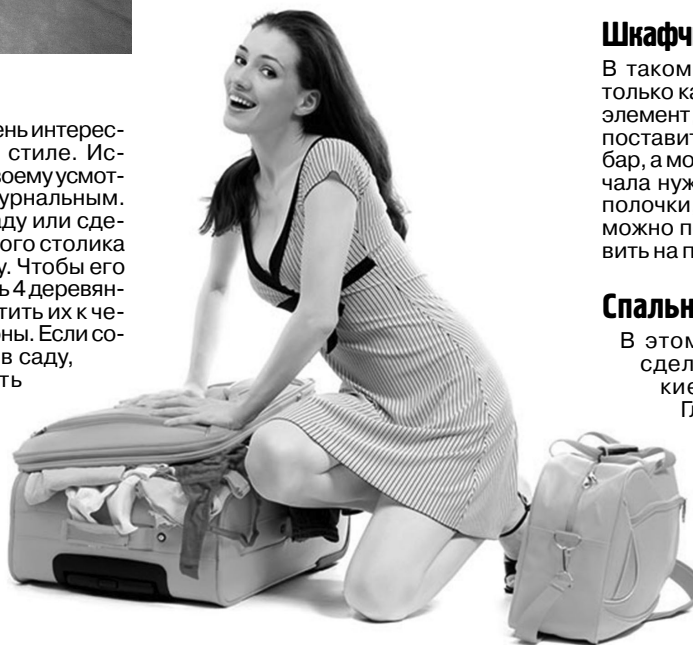 ень интерес-
стиле. Ис-
воему усмот-
урнальным.
аду или сде-
ого столика
у. Чтобы его
ь 4 деревян-
тить их к че-
оны. Если со-
в саду,
ть
Шкафч
В таком
только ка
элемент
поставит
бар, а мо
чала нуж
полочки
можно п
вить на п
Спальн
В этом
сдел
кие
Гл